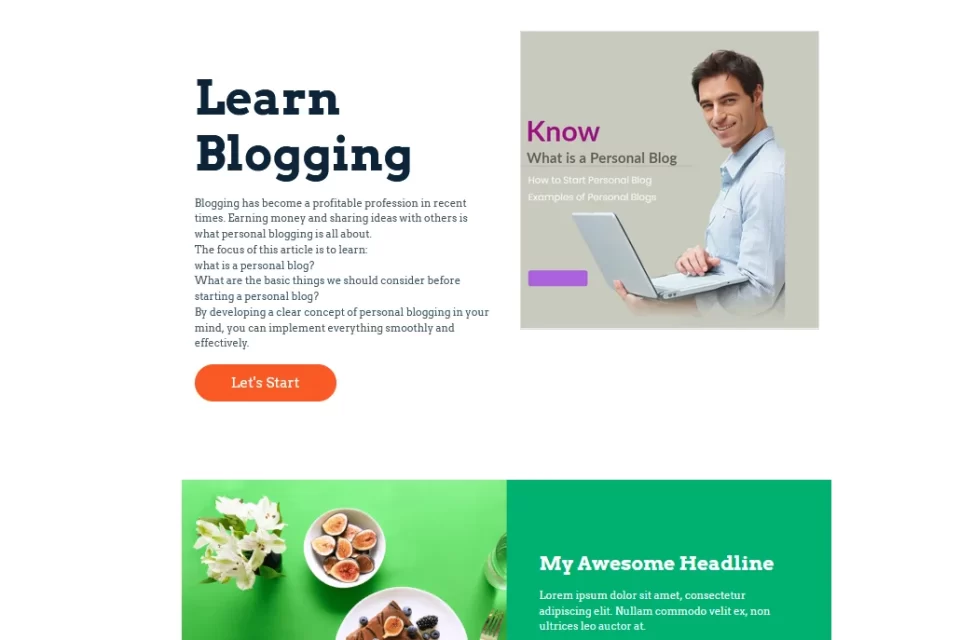 Learn
Blogging
Blogging has become a profitable profession in recent
times. Earning money and sharing ideas with others is
what personal blogging is all about.
The focus of this article is to learn:
what is a personal blog?
What are the basic things we should consider before
starting a personal blog?
By developing a clear concept of personal blogging in your
mind, you can implement everything smoothly and
effectively.
Let's Start
Know
What is a Personal Blog
How to Start Personal Blog
Examples of Personal Blogs
My Awesome Headline
Lorem ipsum dolor sit amet, consectetur
adipiscing elit. Nullam commodo velit ex, non
ultrices leo auctor at.